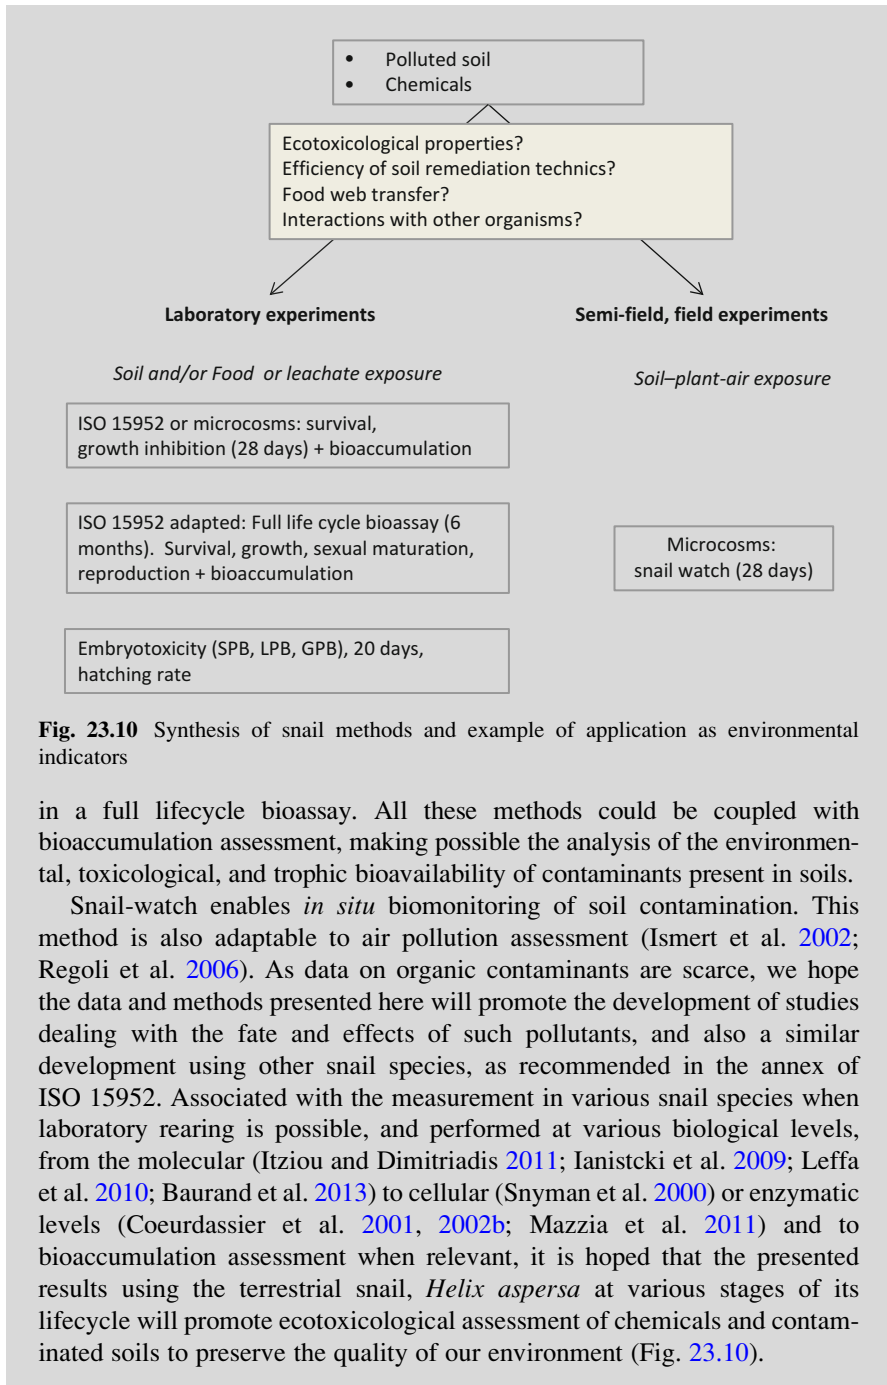 • Polluted soil
• Chemicals
Ecotoxicological properties?
Efficiency of soil remediation technics?
Food web transfer?
Interactions with other organisms?
Laboratory experiments
Soil and/or Food or leachate exposure
ISO 15952 or microcosms: survival,
growth inhibition (28 days) + bioaccumulation
ISO 15952 adapted: Full life cycle bioassay (6
months). Survival, growth, sexual maturation,
reproduction + bioaccumulation
Embryotoxicity (SPB, LPB, GPB), 20 days,
hatching rate
Semi-field, field experiments
Soil–plant-air exposure
Microcosms:
snail watch (28 days)
Fig. 23.10 Synthesis of snail methods and example of application as environmental
indicators
in a full lifecycle bioassay. All these methods could be coupled with
bioaccumulation assessment, making possible the analysis of the environmen-
tal, toxicological, and trophic bioavailability of contaminants present in soils.
Snail-watch enables in situ biomonitoring of soil contamination. This
method is also adaptable to air pollution assessment (Ismert et al. 2002;
Regoli et al. 2006). As data on organic contaminants are scarce, we hope
the data and methods presented here will promote the development of studies
dealing with the fate and effects of such pollutants, and also a similar
development using other snail species, as recommended in the annex of
ISO 15952. Associated with the measurement in various snail species when
laboratory rearing is possible, and performed at various biological levels,
from the molecular (Itziou and Dimitriadis 2011; Ianistcki et al. 2009; Leffa
et al. 2010; Baurand et al. 2013) to cellular (Snyman et al. 2000) or enzymatic
levels (Coeurdassier et al. 2001, 2002b; Mazzia et al. 2011) and to
bioaccumulation assessment when relevant, it is hoped that the presented
results using the terrestrial snail, Helix aspersa at various stages of its
lifecycle will promote ecotoxicological assessment of chemicals and contam-
inated soils to preserve the quality of our environment (Fig. 23.10).